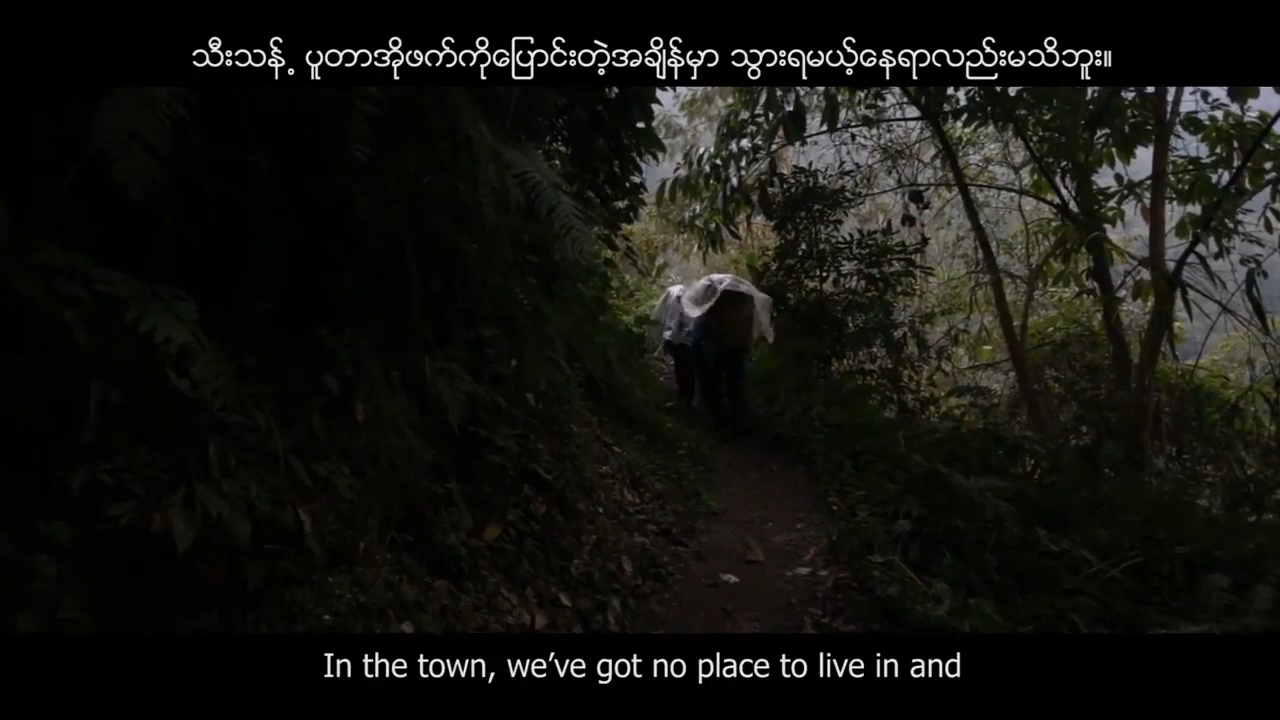 သီးသန့် ပူတာအိုဖက်ကိုပြောင်းတဲ့အချိန်မှာ သွားရမယ့်နေရာလည်းမသိဘူး။
In the town, we’ve got no place to live in and